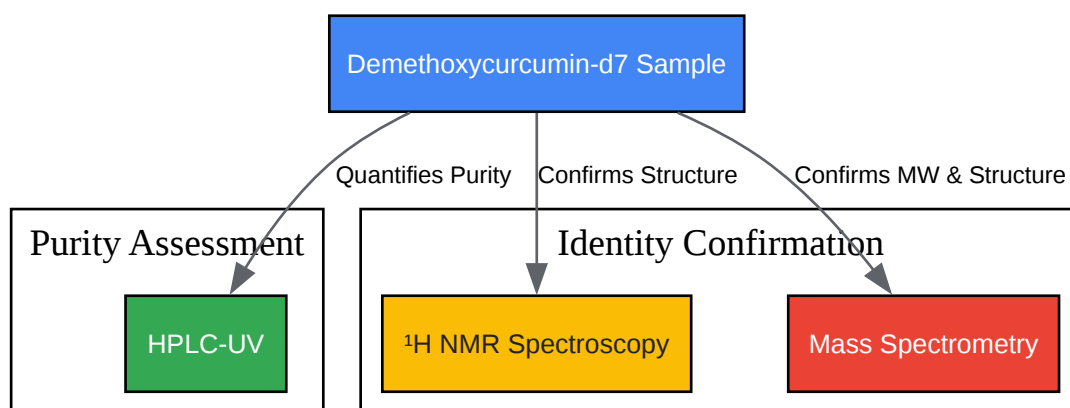 Demethoxycurcumin-d7 Sample
Quantifies Purity
Confirms Structure
Confirms MW & Structure
Purity Assessment
Identity Confirmation
HPLC-UV
¹H NMR Spectroscopy
Mass Spectrometry